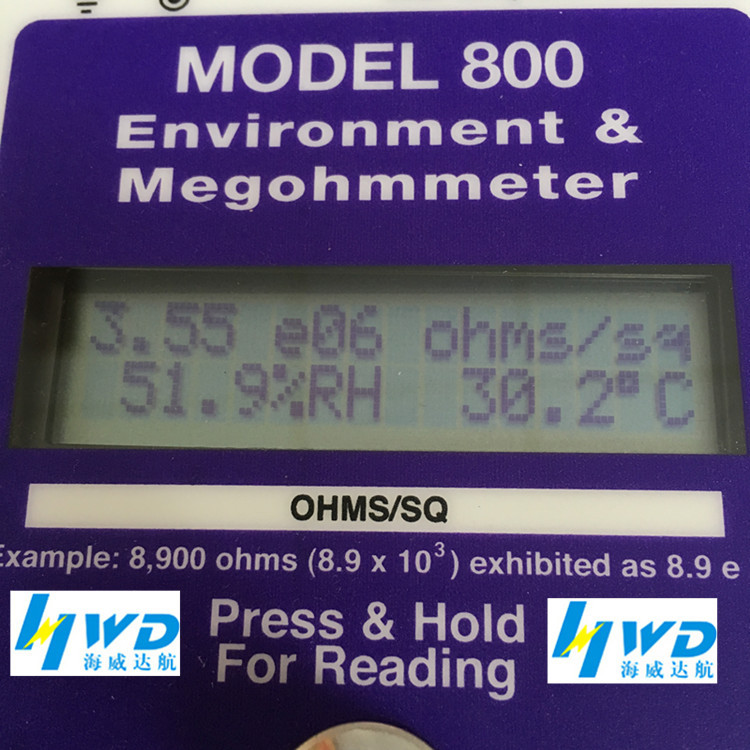 MODEL 800
Environment &
Megohmmeter
3.55 e06 ohms/sq
51.9%RH 30.2°C
OHMS/SQ
Example: 8,900 ohms (8.9 x 10³) exhibited as 8.9 e
Press & Hold
For Reading
HWD
海威达航
HWD
海威达航